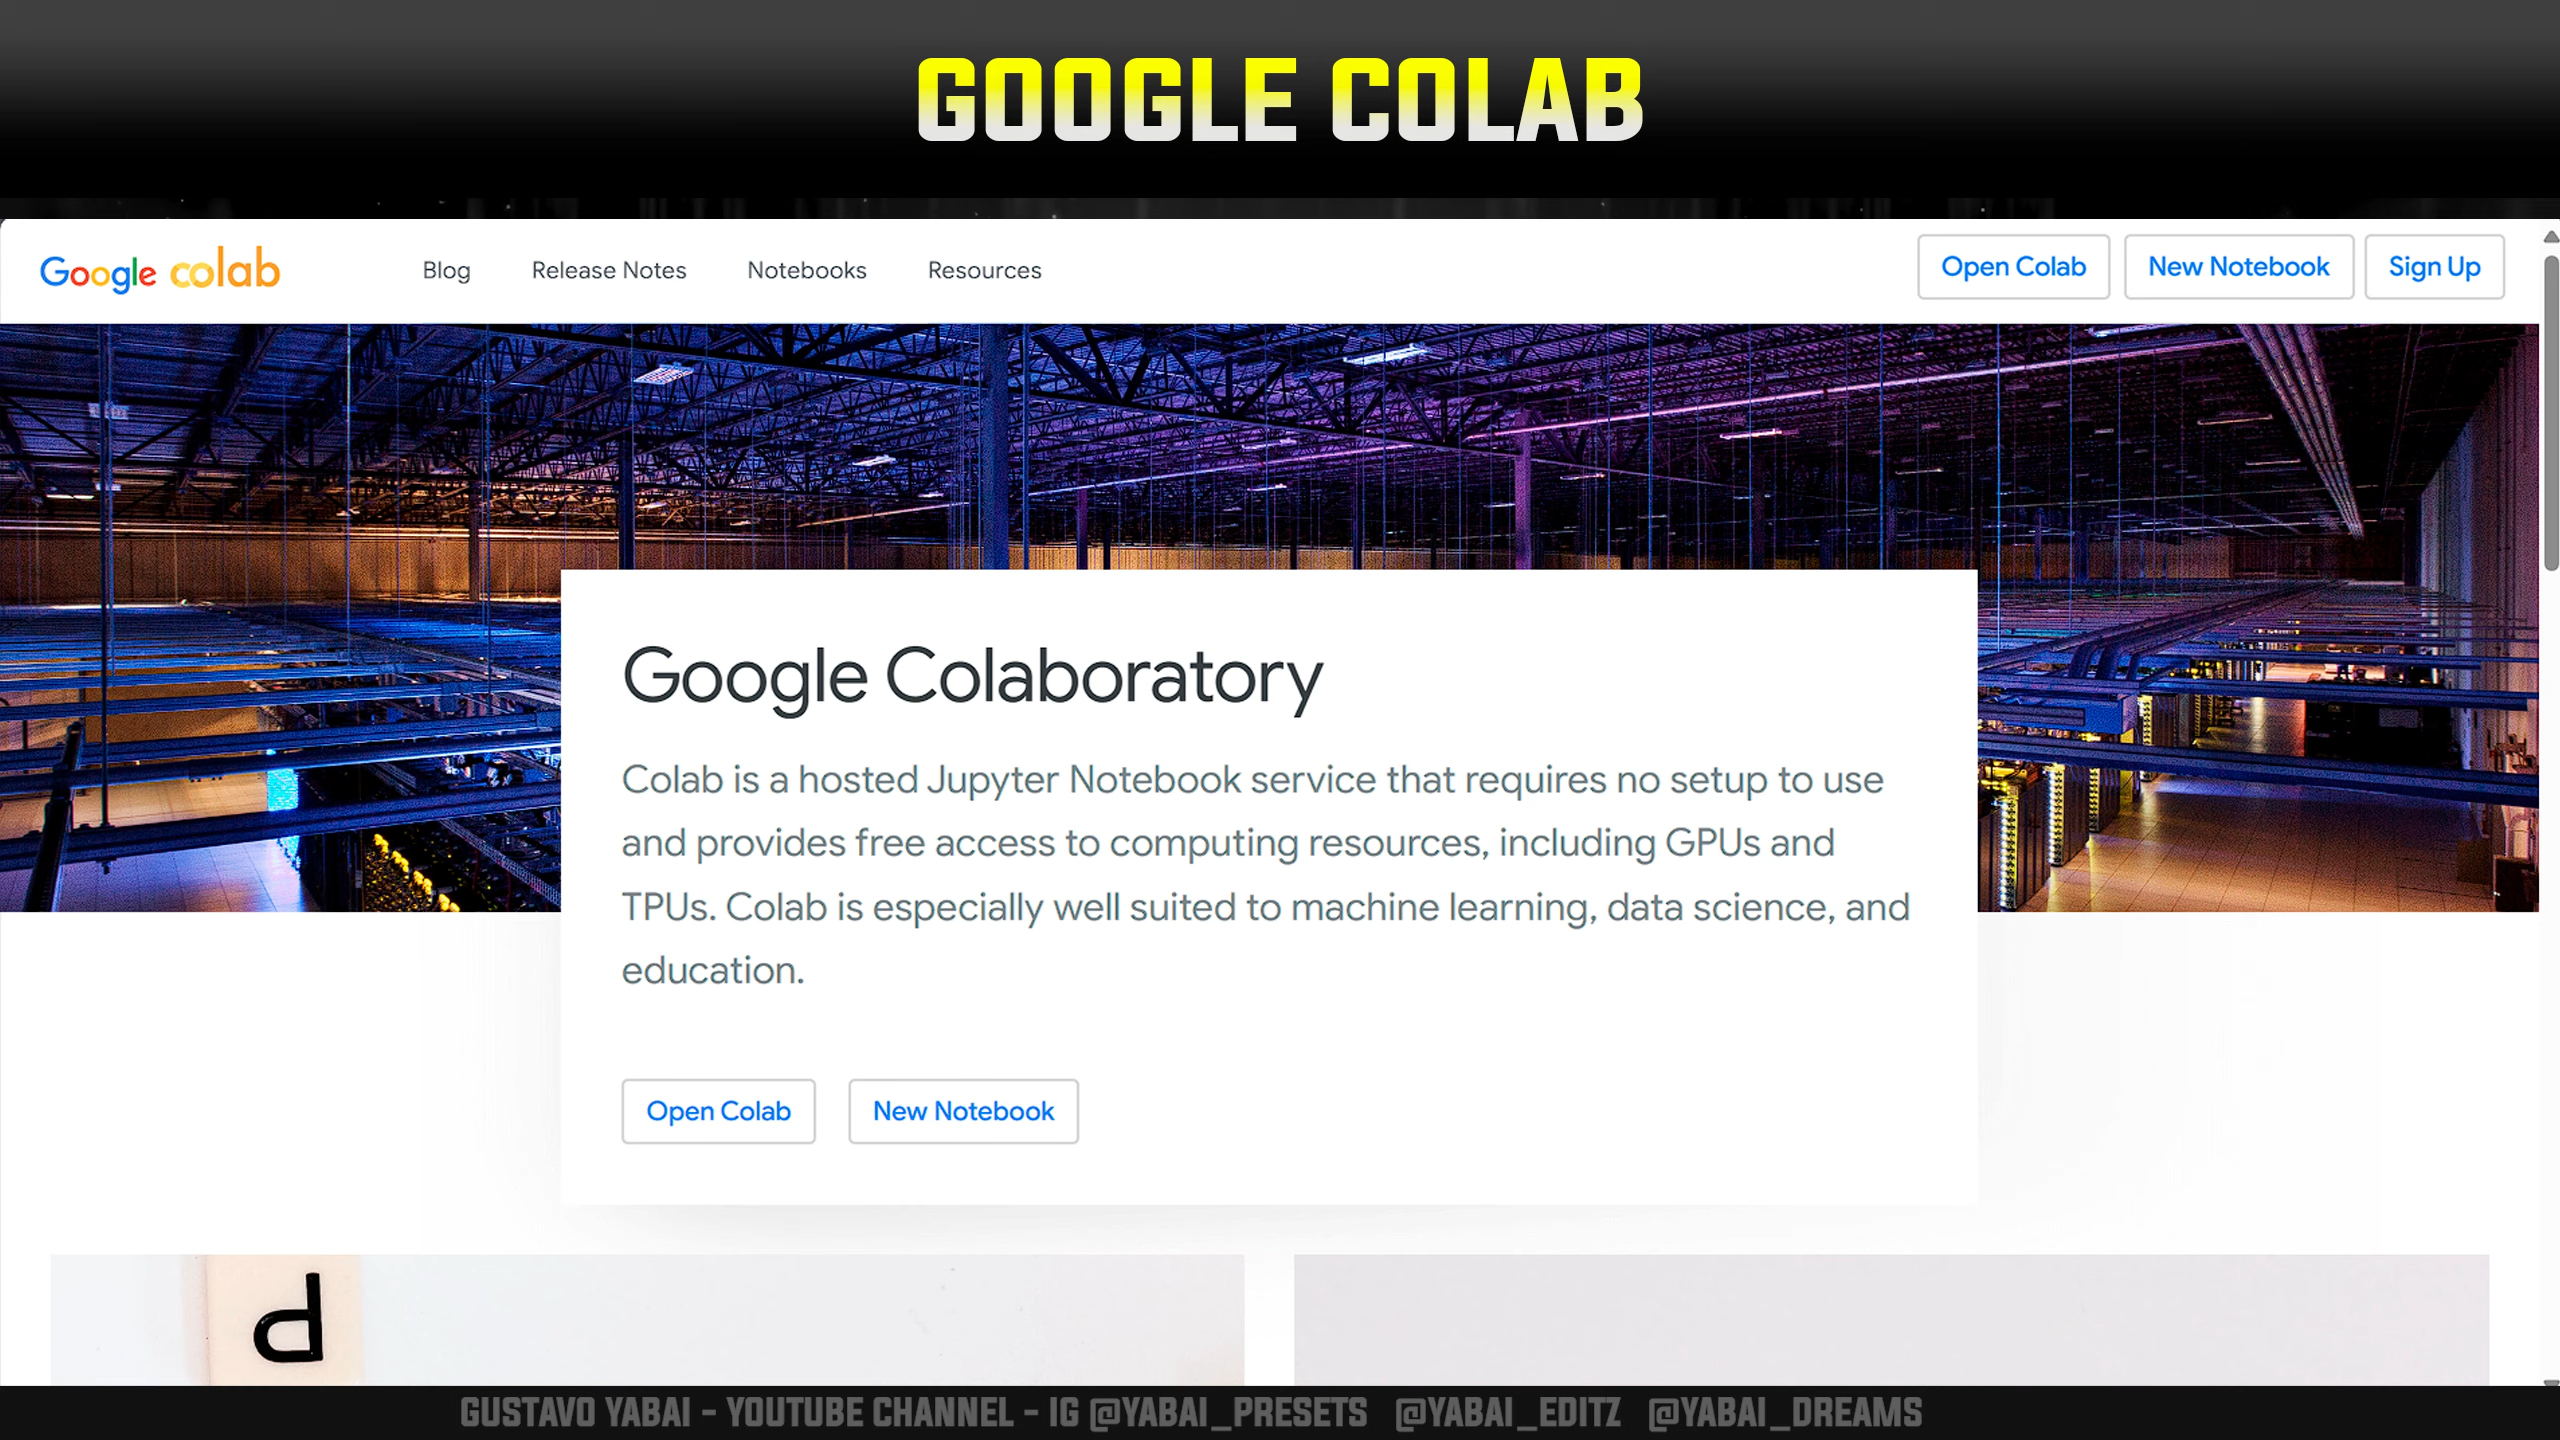 GOOGLE COLAB
Google colab
Blog
Release Notes
Notebooks
Resources
Open Colab
New Notebook
Sign Up
Google Colaboratory
Colab is a hosted Jupyter Notebook service that requires no setup to use
and provides free access to computing resources, including GPUs and
TPUs. Colab is especially well suited to machine learning, data science, and
education.
Open Colab
New Notebook
d
GUSTAVO YABAI - YOUTUBE CHANNEL - IG @YABAI_PRESETS @YABAI_EDITZ @YABAI_DREAMS